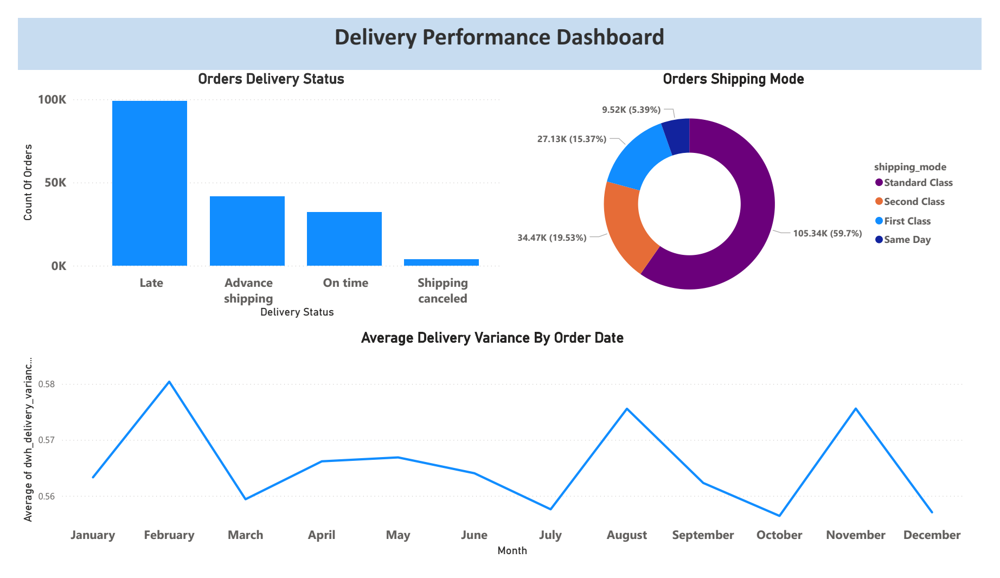 Delivery Performance Dashboard
Orders Delivery Status
Count Of Orders
100K
50K
0K
Late
Advance
shipping
On time
Shipping
canceled
Delivery Status
Orders Shipping Mode
9.52K (5.39%)
27.13K (15.37%)
34.47K (19.53%)
105.34K (59.7%)
shipping_mode
Standard Class
Second Class
First Class
Same Day
Average Delivery Variance By Order Date
Average of dwh_delivery_varianc...
0.58
0.57
0.56
January February March April May June July August September October November December
Month